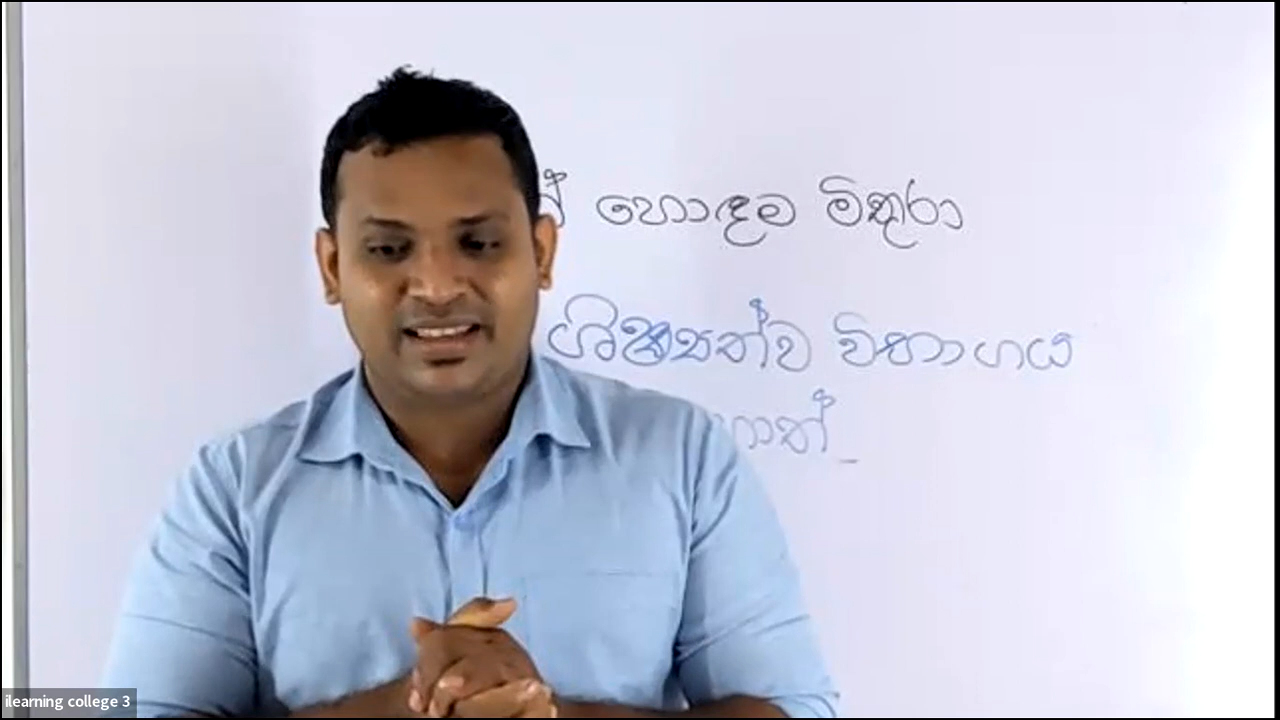 හොඳම මිතුරා
ශිෂ්‍යත්ව විභාගය
ilearning college 3